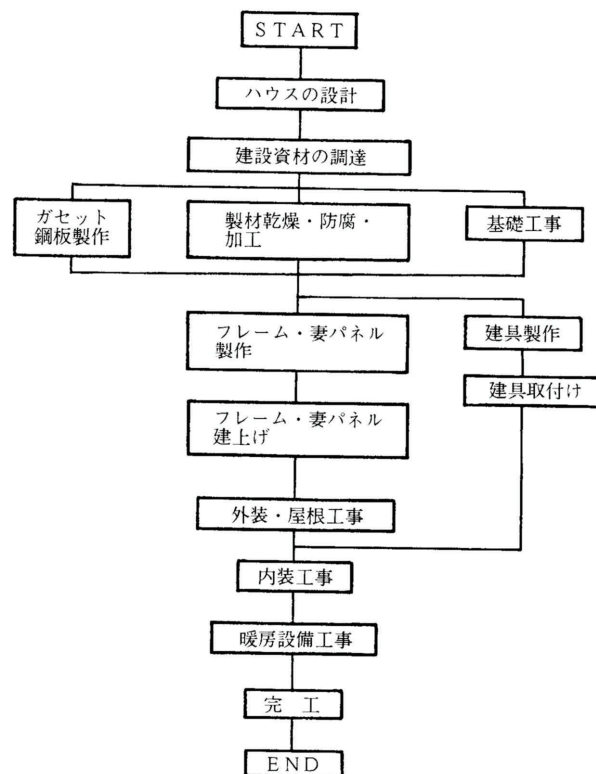 START
ハウスの設計
建設資材の調達
ガセット
鋼板製作
製材乾燥・防腐・
加工
基礎工事
フレーム・妻パネル
製作
建具製作
建具取付け
フレーム・妻パネル
建上げ
外装・屋根工事
内装工事
暖房設備工事
完 工
END